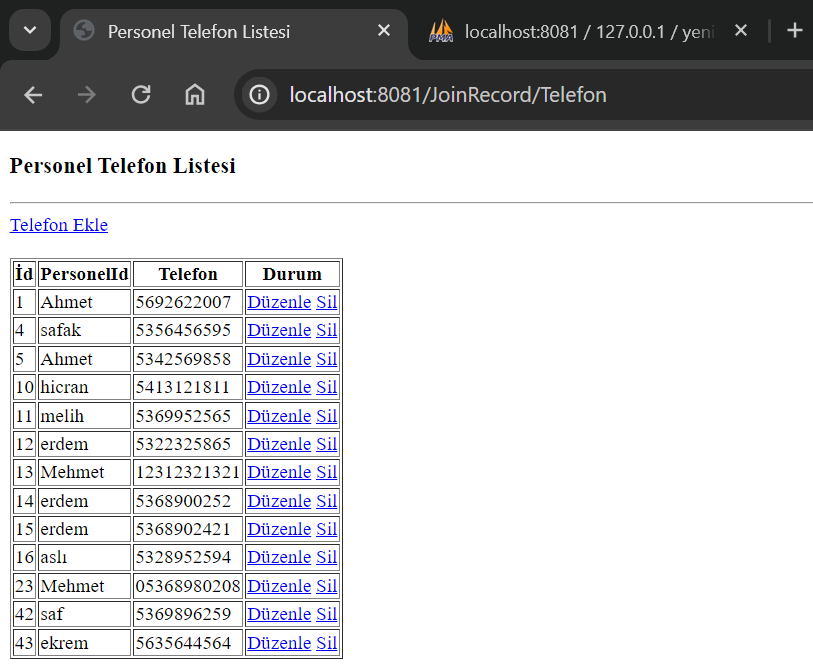 Personel Telefon Listesi
localhost:8081 / 127.0.0.1 / yeni
localhost:8081/JoinRecord/Telefon
Personel Telefon Listesi
Telefon Ekle
İd PersonelId Telefon Durum
1 Ahmet 5692622007 Düzenle Sil
4 safak 5356456595 Düzenle Sil
5 Ahmet 5342569858 Düzenle Sil
10 hicran 5413121811 Düzenle Sil
11 melih 5369952565 Düzenle Sil
12 erdem 5322325865 Düzenle Sil
13 Mehmet 12312321321 Düzenle Sil
14 erdem 5368900252 Düzenle Sil
15 erdem 5368902421 Düzenle Sil
16 aslı 5328952594 Düzenle Sil
23 Mehmet 05368980208 Düzenle Sil
42 saf 5369896259 Düzenle Sil
43 ekrem 5635644564 Düzenle Sil